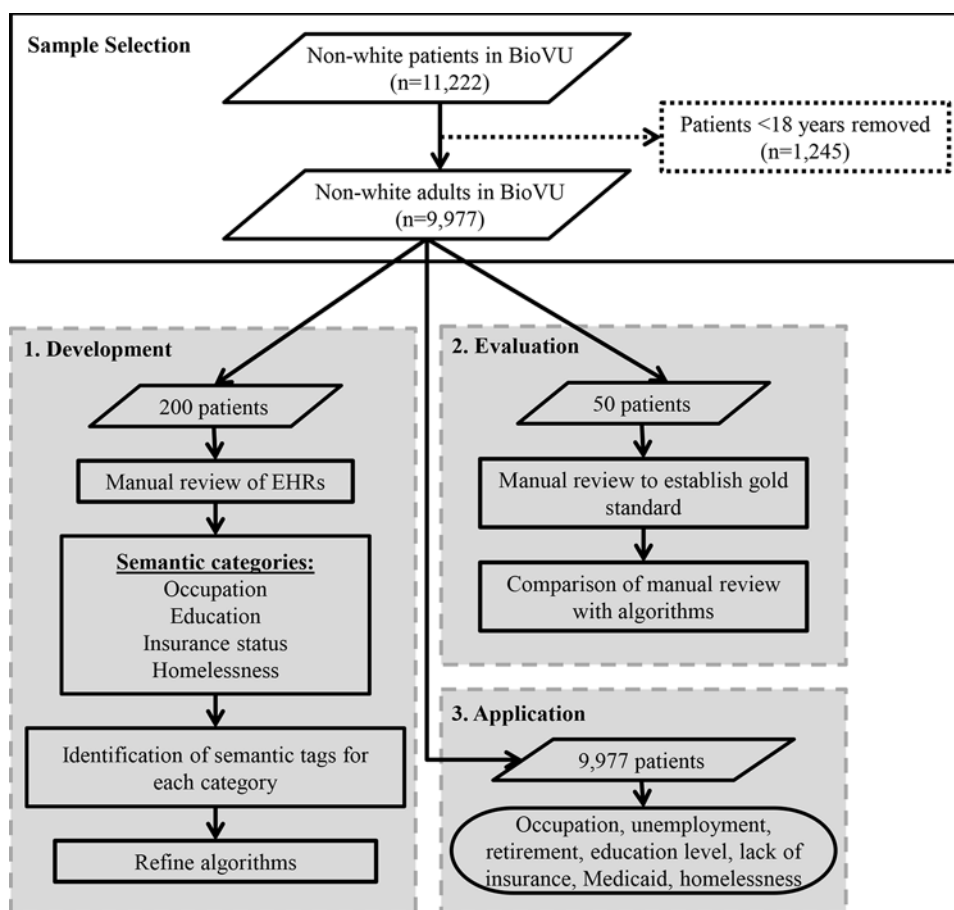 Sample Selection
Non-white patients in BioVU
(n=11,222)
Patients <18 years removed
(n=1,245)
Non-white adults in BioVU
(n=9,977)
1. Development
200 patients
Manual review of EHRs
Semantic categories:
Occupation
Education
Insurance status
Homelessness
Identification of semantic tags for
each category
Refine algorithms
2. Evaluation
50 patients
Manual review to establish gold
standard
Comparison of manual review
with algorithms
3. Application
9,977 patients
Occupation, unemployment,
retirement, education level, lack of
insurance, Medicaid, homelessness